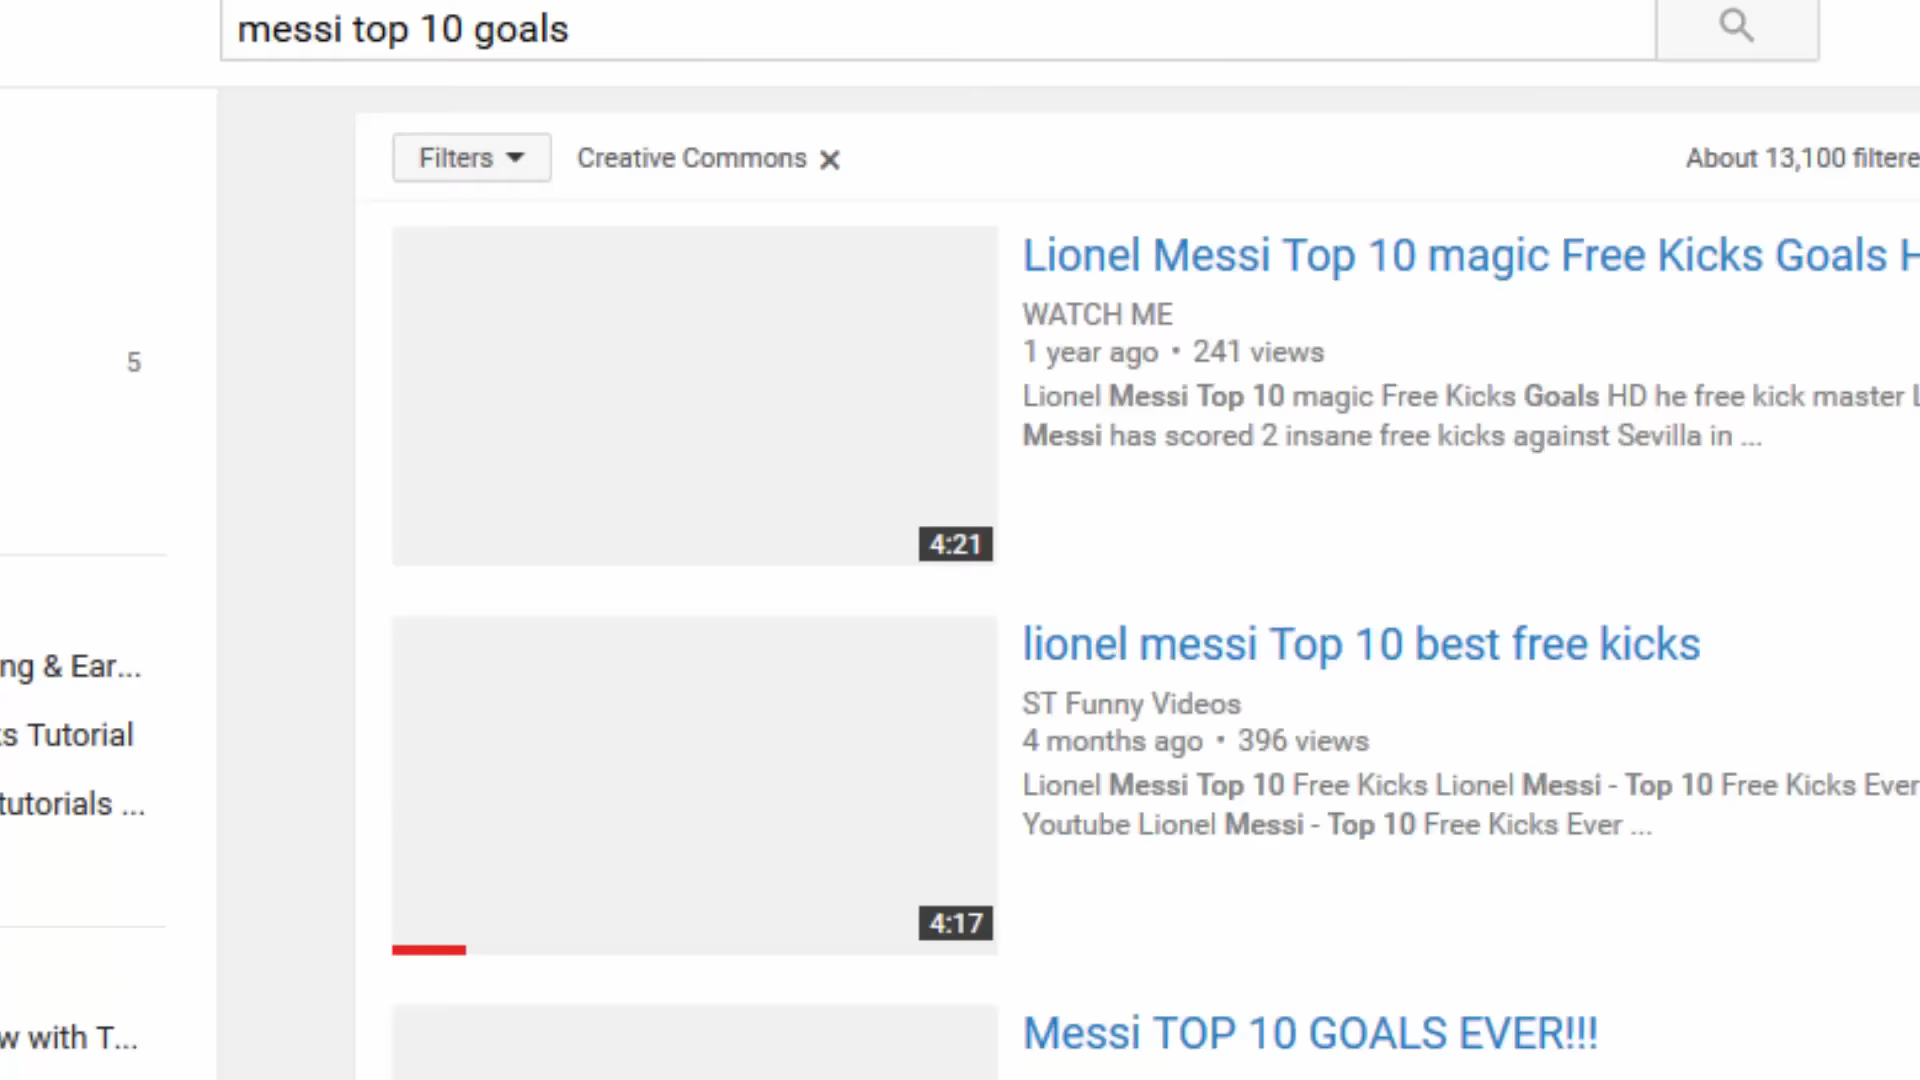 messi top 10 goals
Filters
Creative Commons
About 13,100 filtere
Lionel Messi Top 10 magic Free Kicks Goals H
WATCH ME
1 year ago • 241 views
Lionel Messi Top 10 magic Free Kicks Goals HD he free kick master L
Messi has scored 2 insane free kicks against Sevilla in ...
4:21
5
lionel messi Top 10 best free kicks
ST Funny Videos
4 months ago • 396 views
Lionel Messi Top 10 Free Kicks Lionel Messi - Top 10 Free Kicks Ever
Youtube Lionel Messi - Top 10 Free Kicks Ever ...
4:17
ng & Ear...
ks Tutorial
tutorials ...
Messi TOP 10 GOALS EVER!!!
w with T...